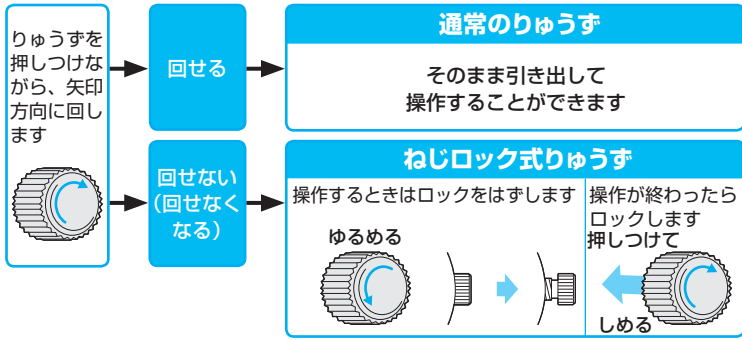 りゅうずを
押しつけな
がら、矢印
方向に回し
ます
回せる
通常のりゅうず
そのまま引き出して
操作することができます
回せない
（回せなく
なる）
ねじロック式りゅうず
操作するときはロックをはずします
ゆるめる
操作が終わったら
ロックします
押しつけて
しめる